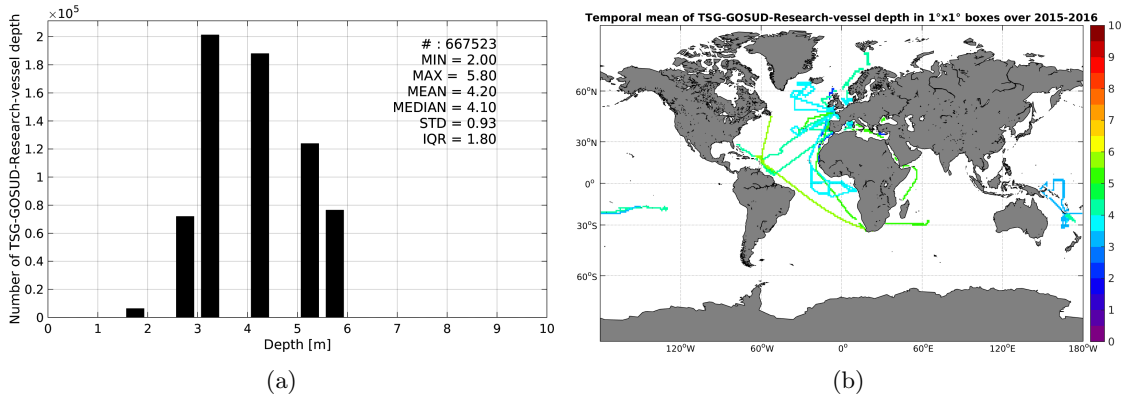 ×10⁵
Number of TSG-GOSUD-Research-vessel depth
2
1.8
1.6
1.4
1.2
1
0.8
0.6
0.4
0.2
0
# : 667523
MIN = 2.00
MAX = 5.80
MEAN = 4.20
MEDIAN = 4.10
STD = 0.93
IQR = 1.80
0 1 2 3 4 5 6 7 8 9 10
Depth [m]
(a)
Temporal mean of TSG-GOSUD-Research-vessel depth in 1°x1° boxes over 2015-2016
60°N
30°N
0°
30°S
60°S
120°W 60°W 0° 60°E 120°E 180°W
10
9
8
7
6
5
4
3
2
1
0
(b)